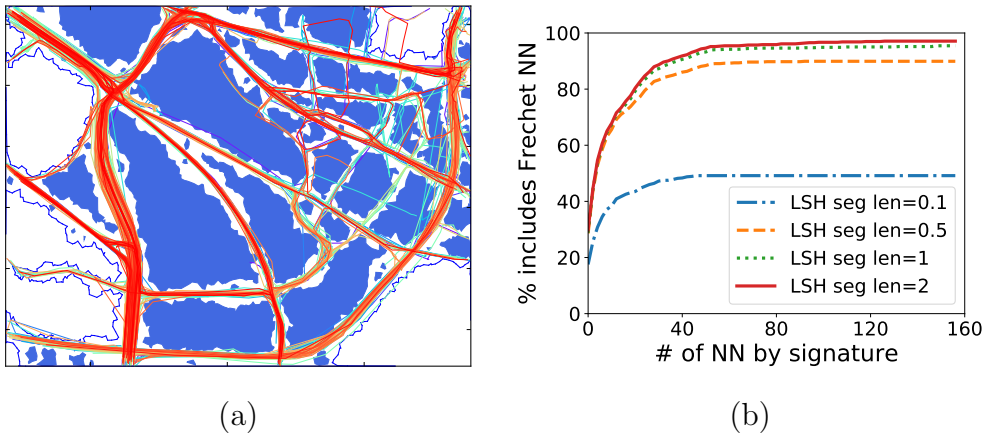 100
80
60
40
20
0
% includes Frechet NN
LSH seg len=0.1
LSH seg len=0.5
LSH seg len=1
LSH seg len=2
0 40 80 120 160
# of NN by signature
(a) (b)